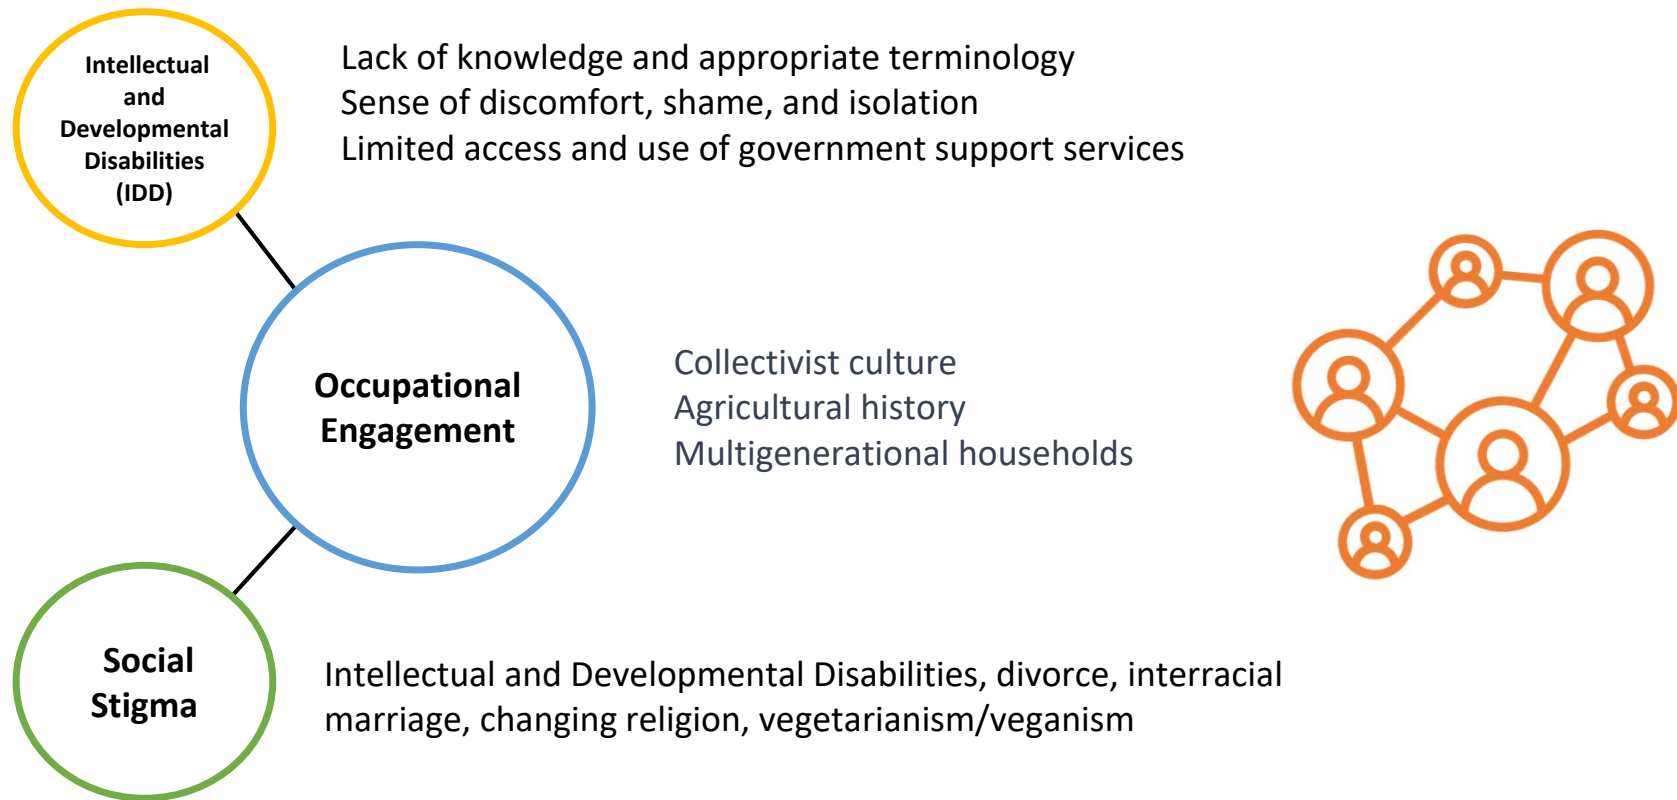 Intellectual
and
Developmental
Disabilities
(IDD)
Lack of knowledge and appropriate terminology
Sense of discomfort, shame, and isolation
Limited access and use of government support services
Occupational
Engagement
Collectivist culture
Agricultural history
Multigenerational households
Social
Stigma
Intellectual and Developmental Disabilities, divorce, interracial
marriage, changing religion, vegetarianism/veganism